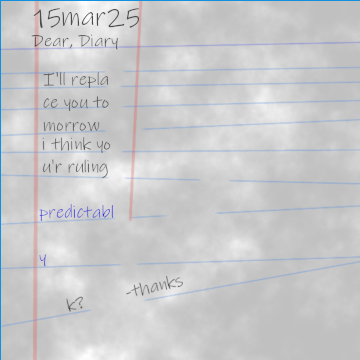 15mar25
Dear, Diary
I'll repla
ce you to
morrow
i think yo
u'r ruling
predictabl
y
-thanks
k?